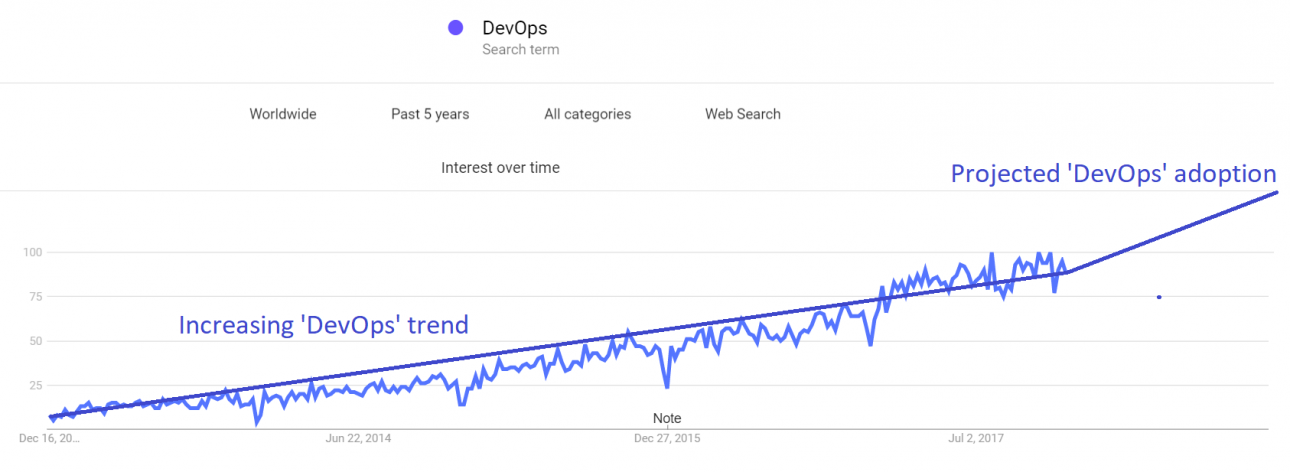 DevOps
Search term
Worldwide Past 5 years All categories Web Search
Interest over time
Projected 'DevOps' adoption
100
75
Increasing 'DevOps' trend
50
25
Note
Dec 16, 20... Jun 22, 2014 Dec 27, 2015 Jul 2, 2017